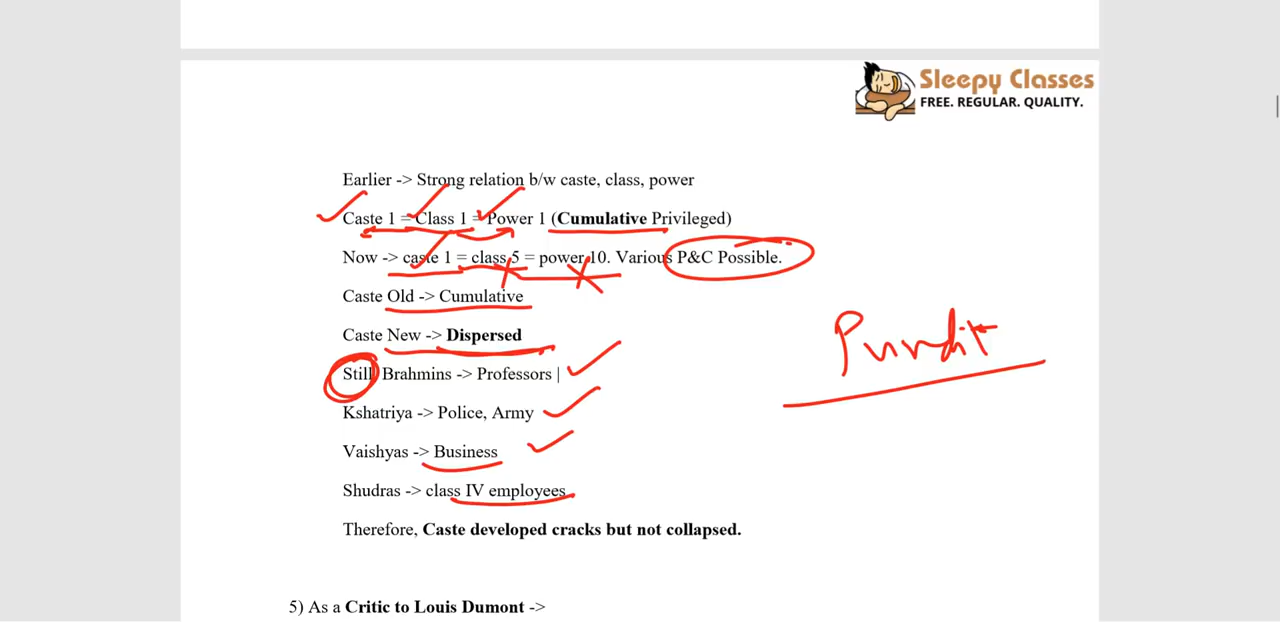 Sleepy Classes
FREE. REGULAR. QUALITY.
Earlier -> Strong relation b/w caste, class, power
Caste 1 = Class 1 = Power 1 (Cumulative Privileged)
Now -> caste 1 = class 5 = power 10. Various P&C Possible.
Caste Old -> Cumulative
Caste New -> Dispersed
Pundit
Still Brahmins -> Professors |
Kshatriya -> Police, Army
Vaishyas -> Business
Shudras -> class IV employees
Therefore, Caste developed cracks but not collapsed.
5) As a Critic to Louis Dumont ->